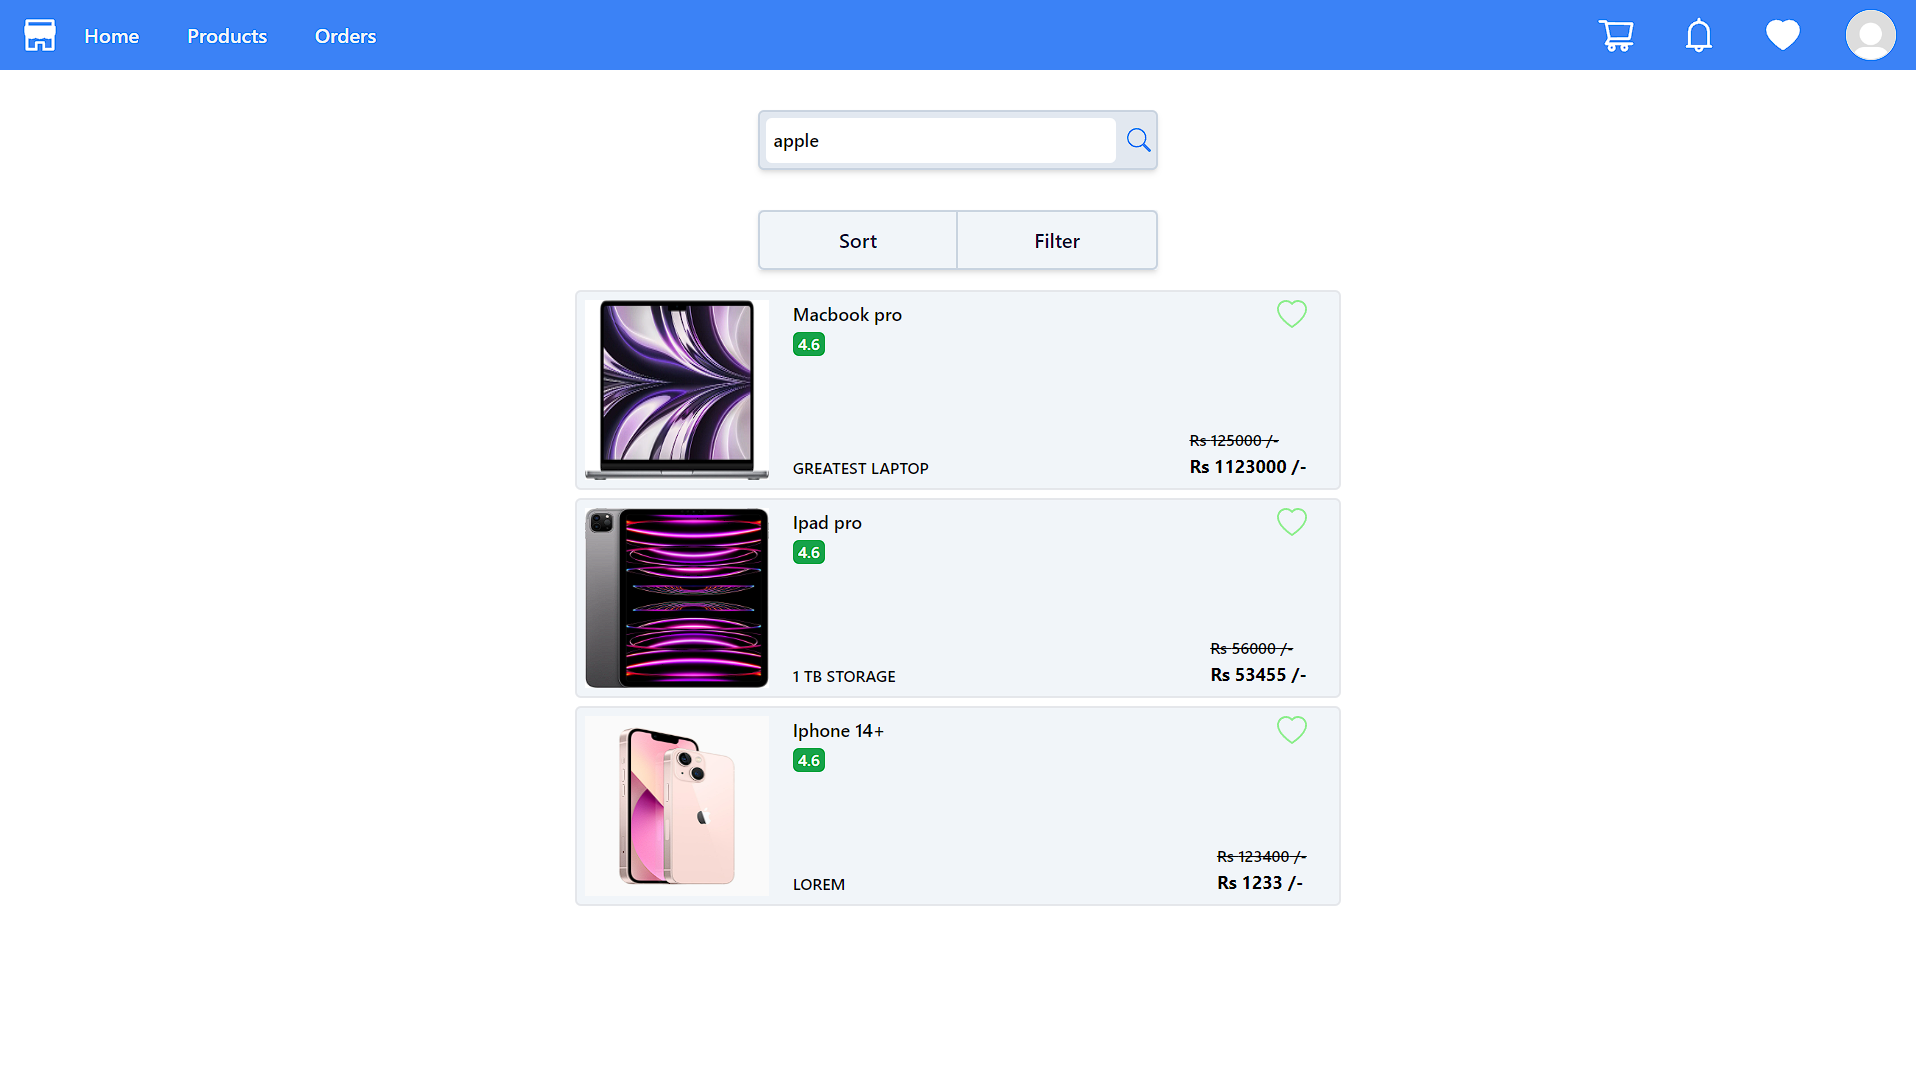 Home Products Orders
apple
Sort Filter
Macbook pro
4.6
Rs 125000 /-
GREATEST LAPTOP Rs 1123000 /-
Ipad pro
4.6
Rs 56000 /-
1 TB STORAGE Rs 53455 /-
Iphone 14+
4.6
Rs 123400 /-
LOREM Rs 1233 /-